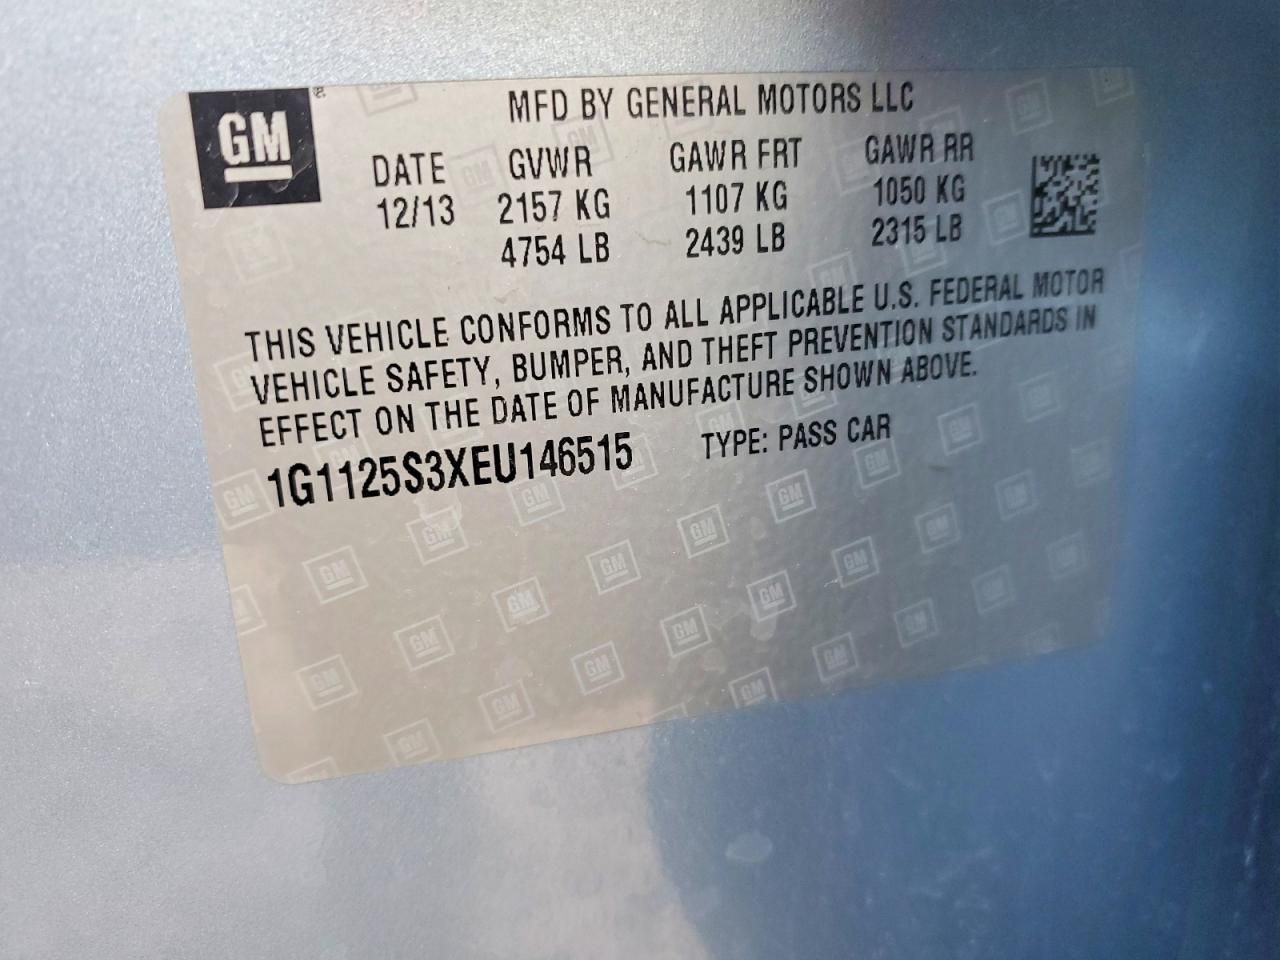 GM
MFD BY GENERAL MOTORS LLC
DATE GVWR GAWR FRT GAWR RR
12/13 2157 KG 1107 KG 1050 KG
4754 LB 2439 LB 2315 LB
THIS VEHICLE CONFORMS TO ALL APPLICABLE U.S. FEDERAL MOTOR
VEHICLE SAFETY, BUMPER, AND THEFT PREVENTION STANDARDS IN
EFFECT ON THE DATE OF MANUFACTURE SHOWN ABOVE.
1G1125S3XEU146515 TYPE: PASS CAR